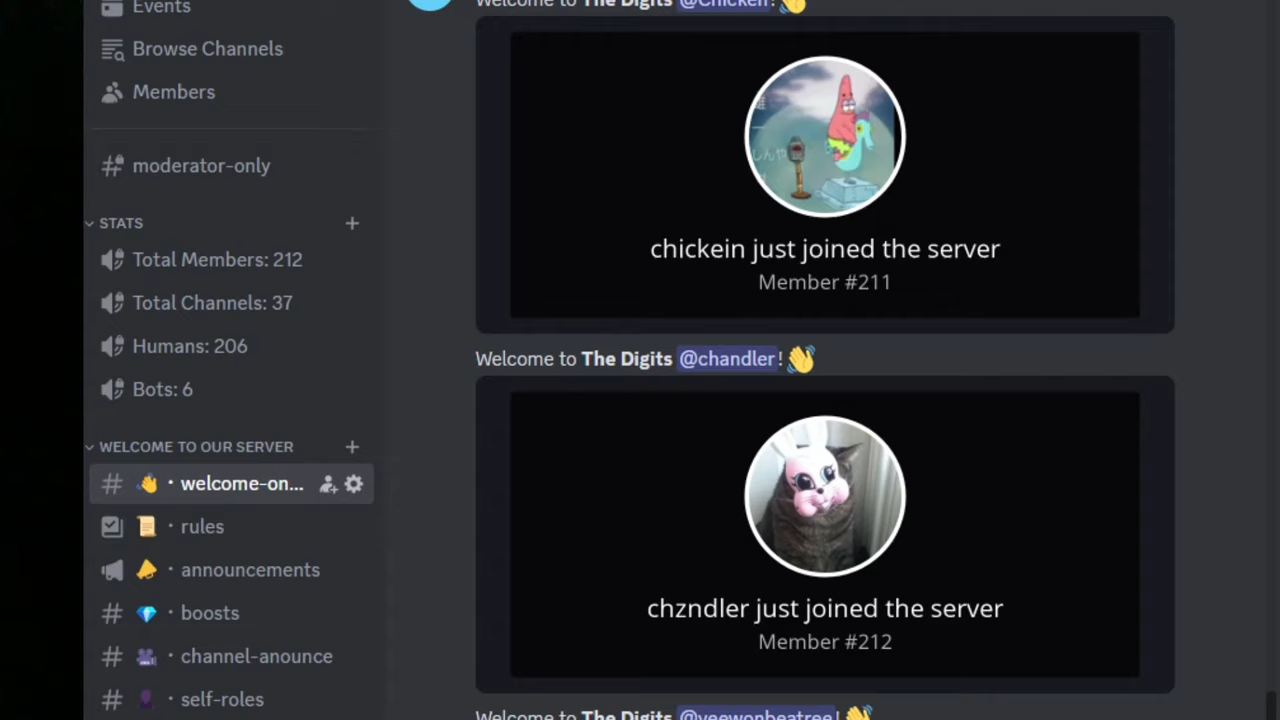 Events
Browse Channels
Members
moderator-only
STATS
Total Members: 212
Total Channels: 37
Humans: 206
Bots: 6
WELCOME TO OUR SERVER
welcome-on...
rules
announcements
boosts
channel-anounce
self-roles
Welcome to The Digits @Chicken! 👋
chickein just joined the server
Member #211
Welcome to The Digits @chandler! 👋
chzndler just joined the server
Member #212
Welcome to The Digits @yeewonbeatree! 👋